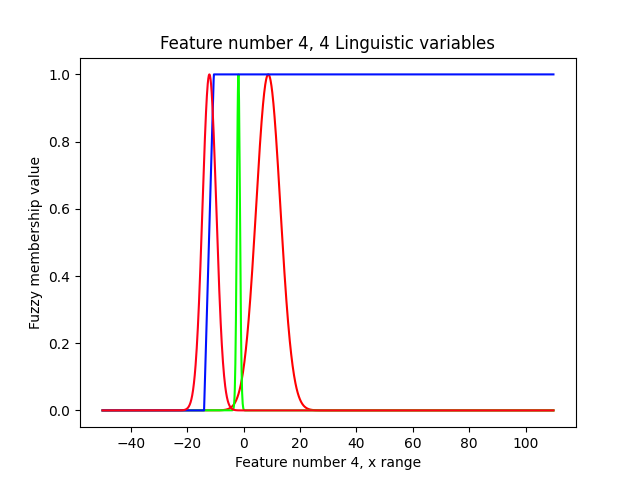 Feature number 4, 4 Linguistic variables
1.0
0.8
0.6
0.4
0.2
0.0
Fuzzy membership value
−40 −20 0 20 40 60 80 100
Feature number 4, x range